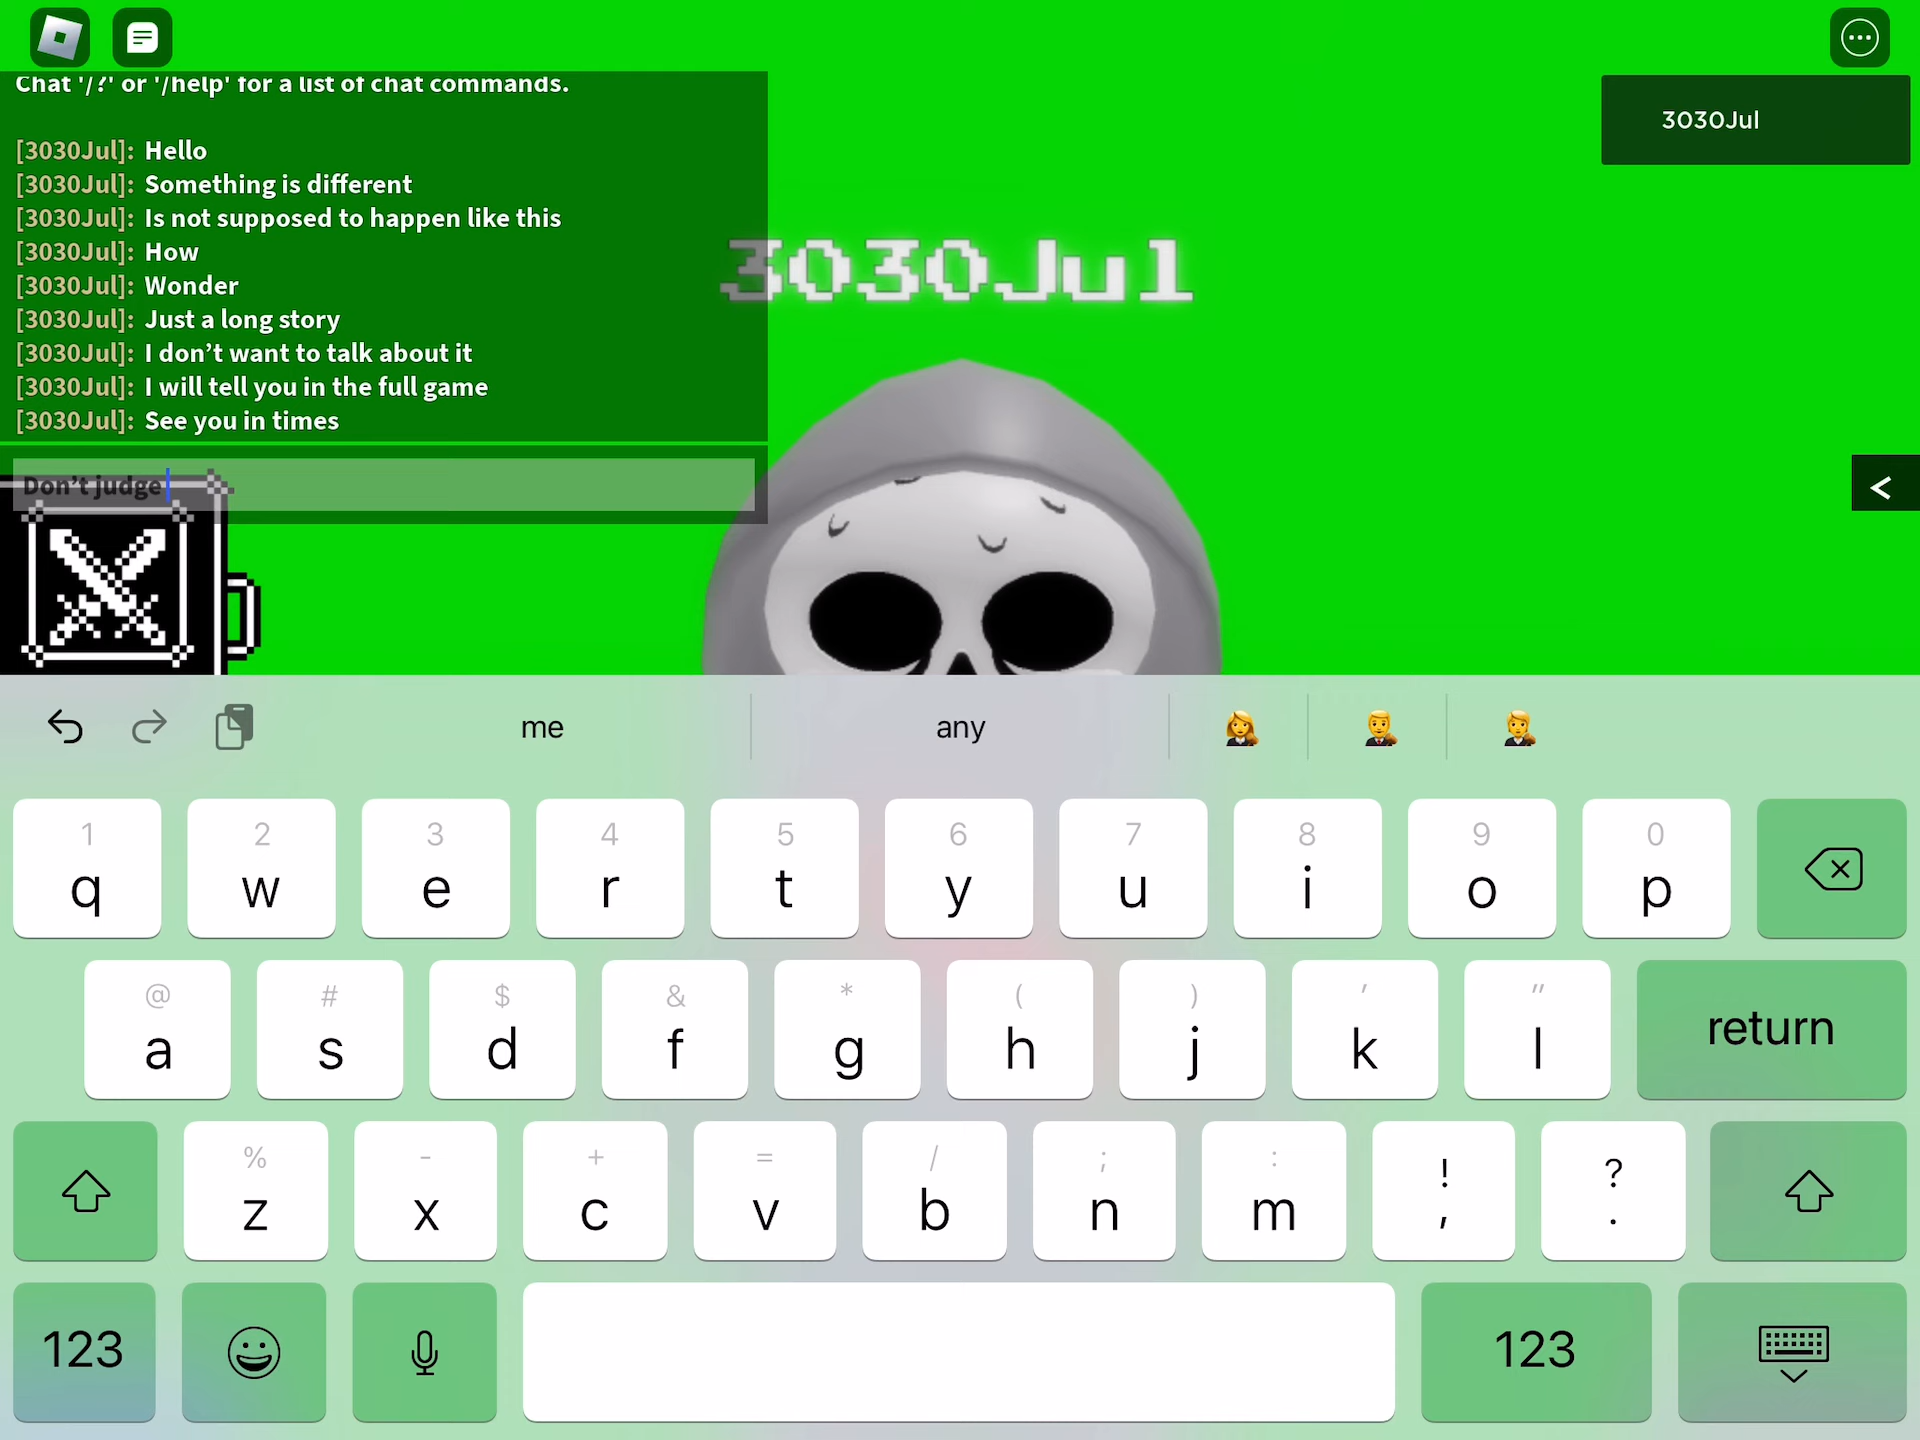 Chat '/?' or '/help' for a list of chat commands.
3030Jul
[3030Jul]: Hello
[3030Jul]: Something is different
[3030Jul]: Is not supposed to happen like this
[3030Jul]: How
[3030Jul]: Wonder
[3030Jul]: Just a long story
[3030Jul]: I don’t want to talk about it
[3030Jul]: I will tell you in the full game
[3030Jul]: See you in times
3030Jul
Don’t judge
<
me any
1 2 3 4 5 6 7 8 9 0
q w e r t y u i o p
@ # $ & * ( ) ' "
a s d f g h j k l return
% - + = / ; : ! ?
z x c v b n m , .
123 123